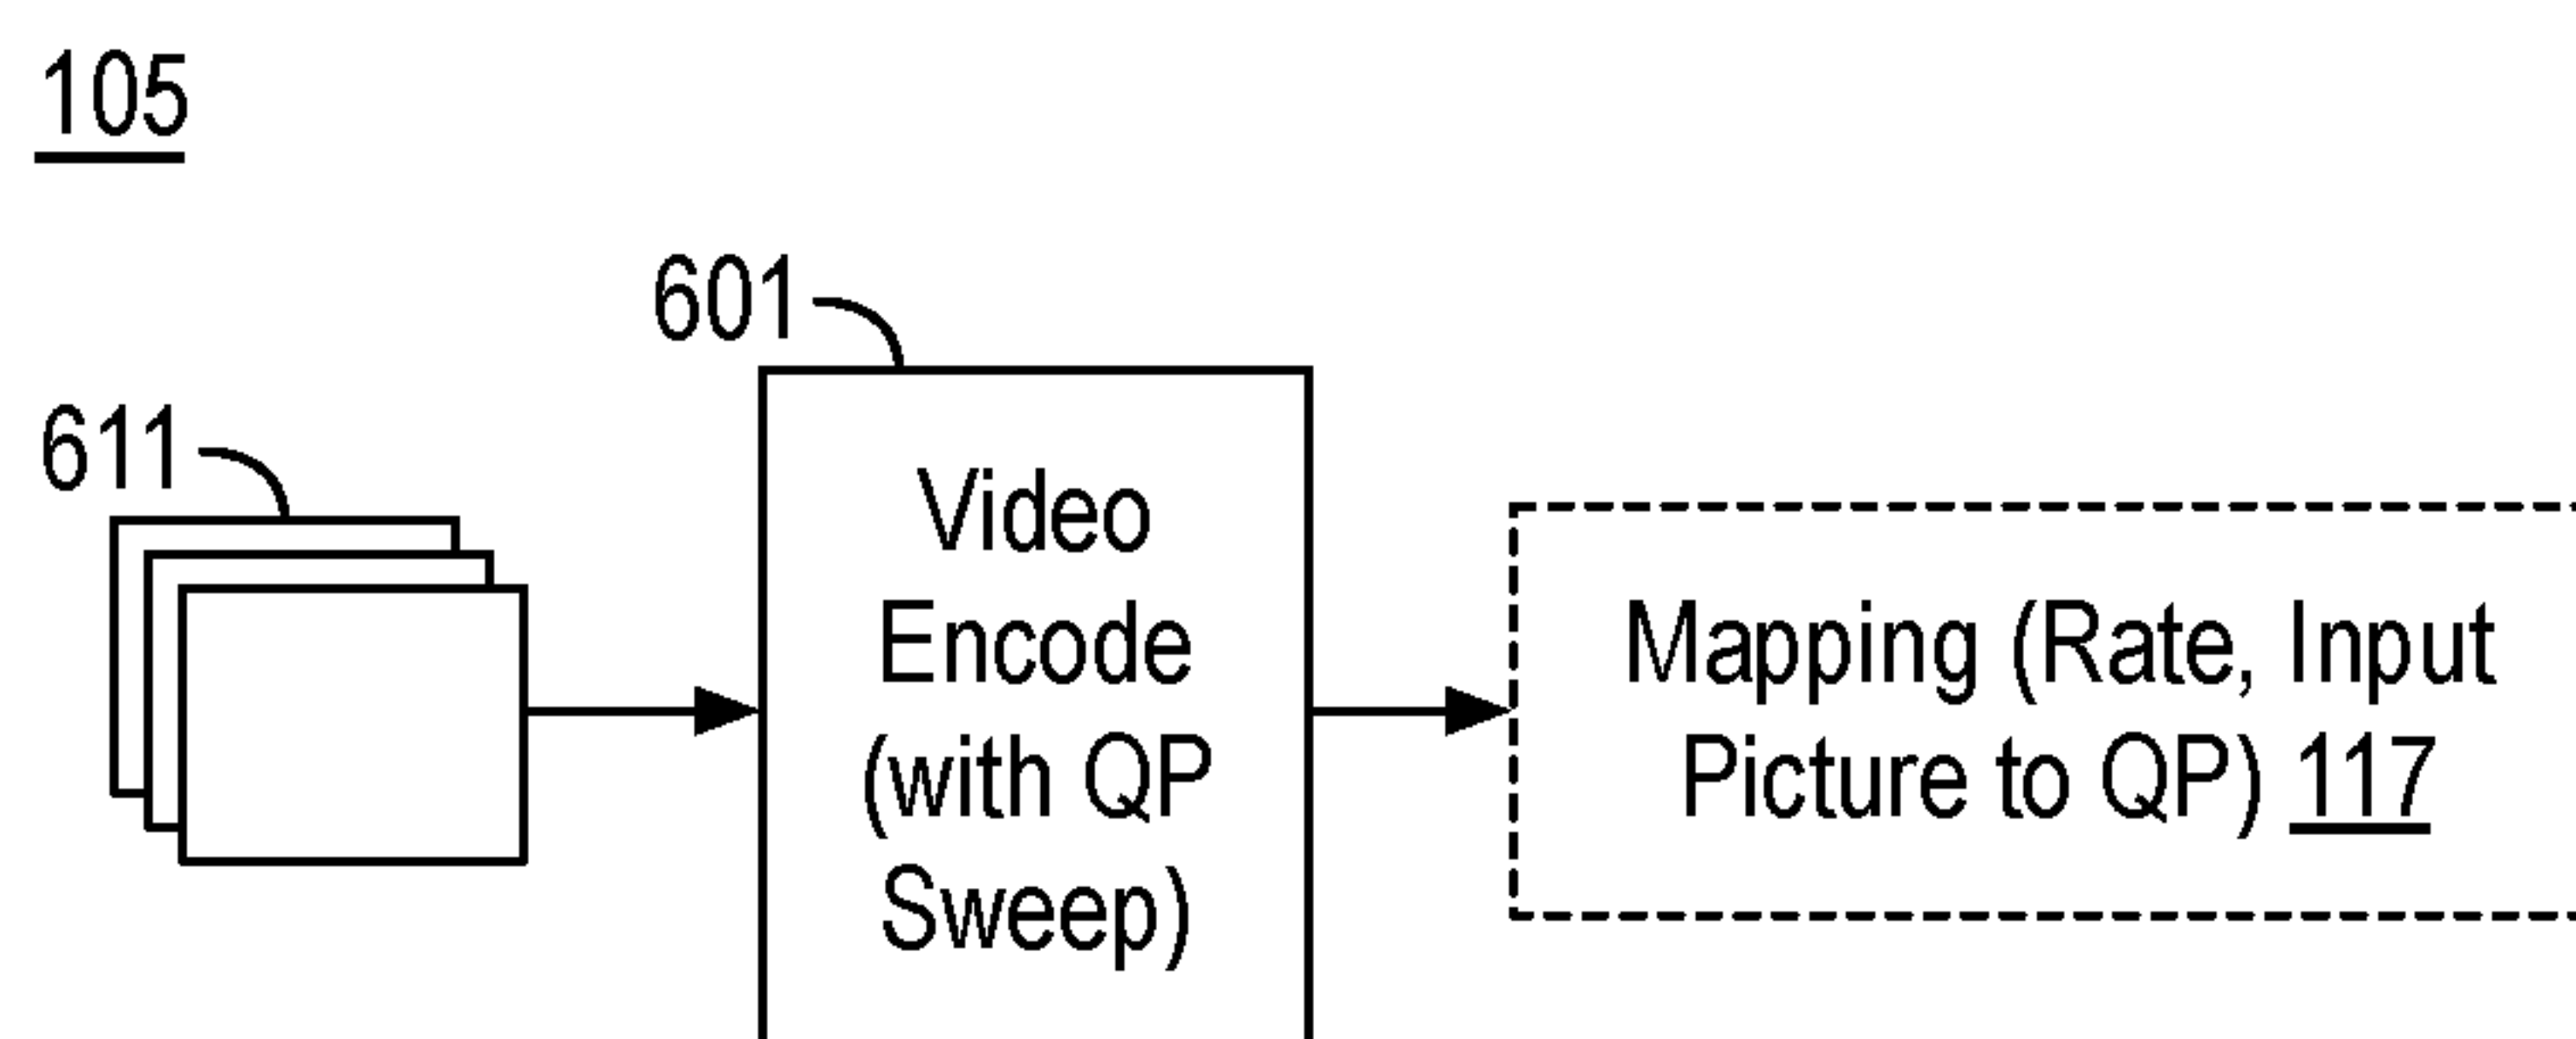 105
601
611
Video
Encode
(with QP
Sweep)
Mapping (Rate, Input
Picture to QP) 117